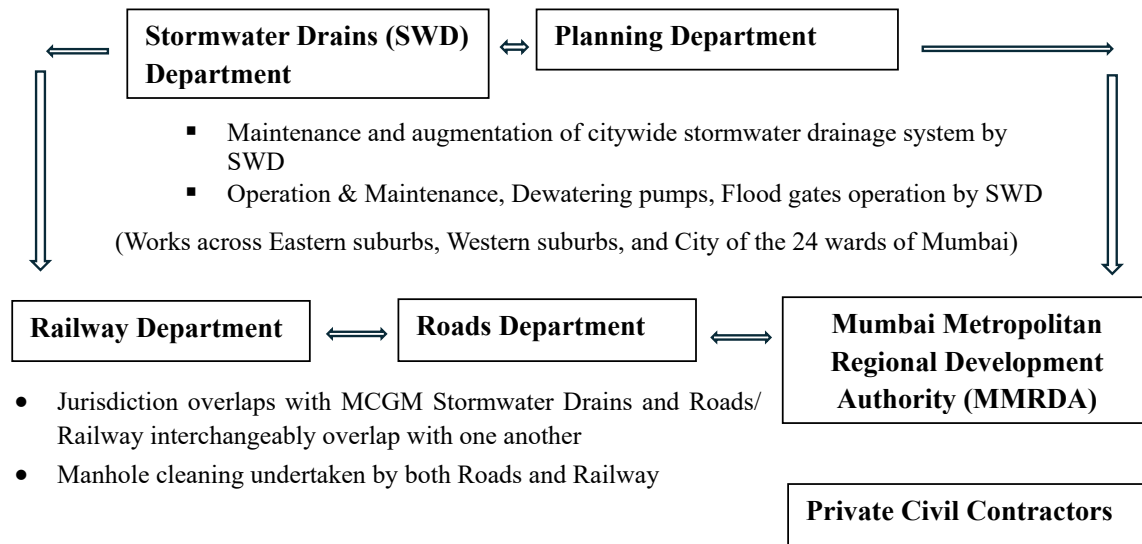 Stormwater Drains (SWD)
Department
Planning Department
▪ Maintenance and augmentation of citywide stormwater drainage system by
SWD
▪ Operation & Maintenance, Dewatering pumps, Flood gates operation by SWD
(Works across Eastern suburbs, Western suburbs, and City of the 24 wards of Mumbai)
Railway Department
Roads Department
Mumbai Metropolitan
Regional Development
Authority (MMRDA)
• Jurisdiction overlaps with MCGM Stormwater Drains and Roads/
Railway interchangeably overlap with one another
• Manhole cleaning undertaken by both Roads and Railway
Private Civil Contractors